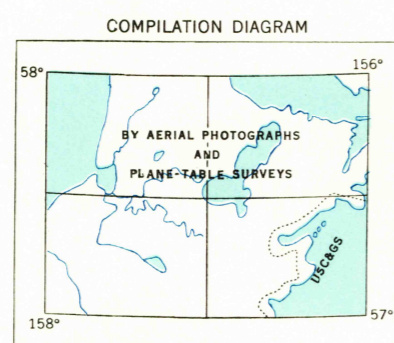 COMPILATION DIAGRAM
58° 156°
BY AERIAL PHOTOGRAPHS
AND
PLANE-TABLE SURVEYS
USC&GS
158° 57°